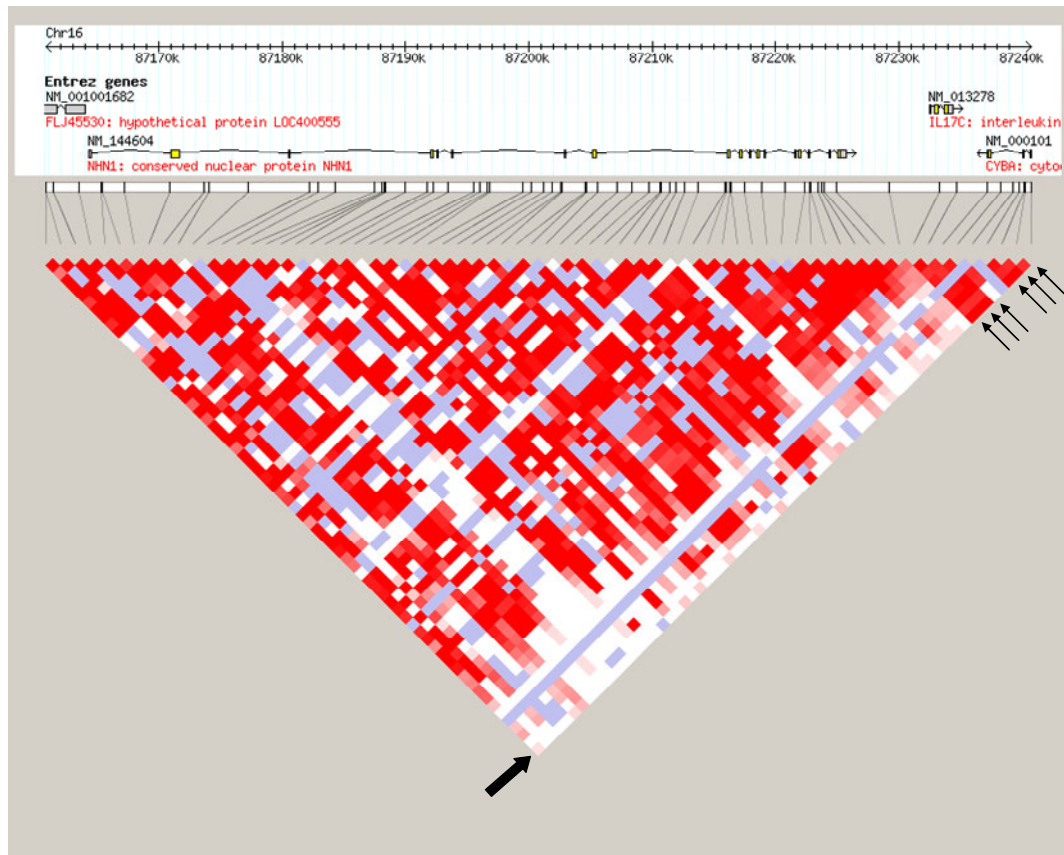 Chr16
87170k 87180k 87190k 87200k 87210k 87220k 87230k 87240k
Entrez genes
NM_001001682 NM_013278
FLJ45530: hypothetical protein LOC400555 IL17C: interleukin
NM_144604 NM_000101
NHN1: conserved nuclear protein NHN1 CYBA: cyto